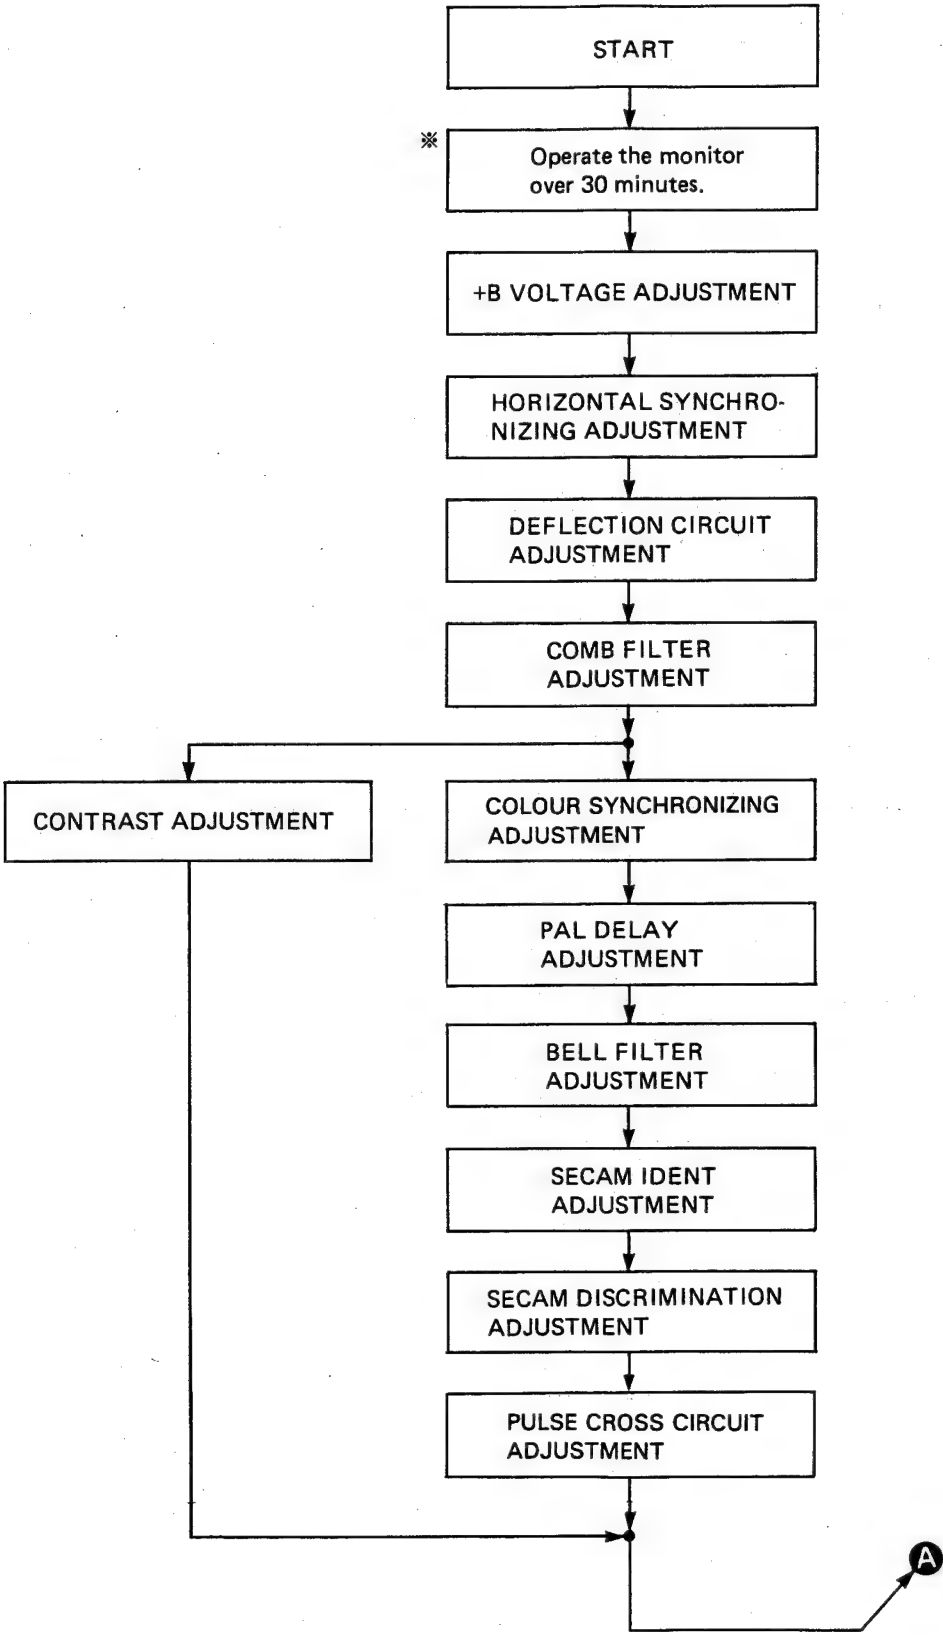 START
※
Operate the monitor
over 30 minutes.
+B VOLTAGE ADJUSTMENT
HORIZONTAL SYNCHRO-
NIZING ADJUSTMENT
DEFLECTION CIRCUIT
ADJUSTMENT
COMB FILTER
ADJUSTMENT
CONTRAST ADJUSTMENT
COLOUR SYNCHRONIZING
ADJUSTMENT
PAL DELAY
ADJUSTMENT
BELL FILTER
ADJUSTMENT
SECAM IDENT
ADJUSTMENT
SECAM DISCRIMINATION
ADJUSTMENT
PULSE CROSS CIRCUIT
ADJUSTMENT
A